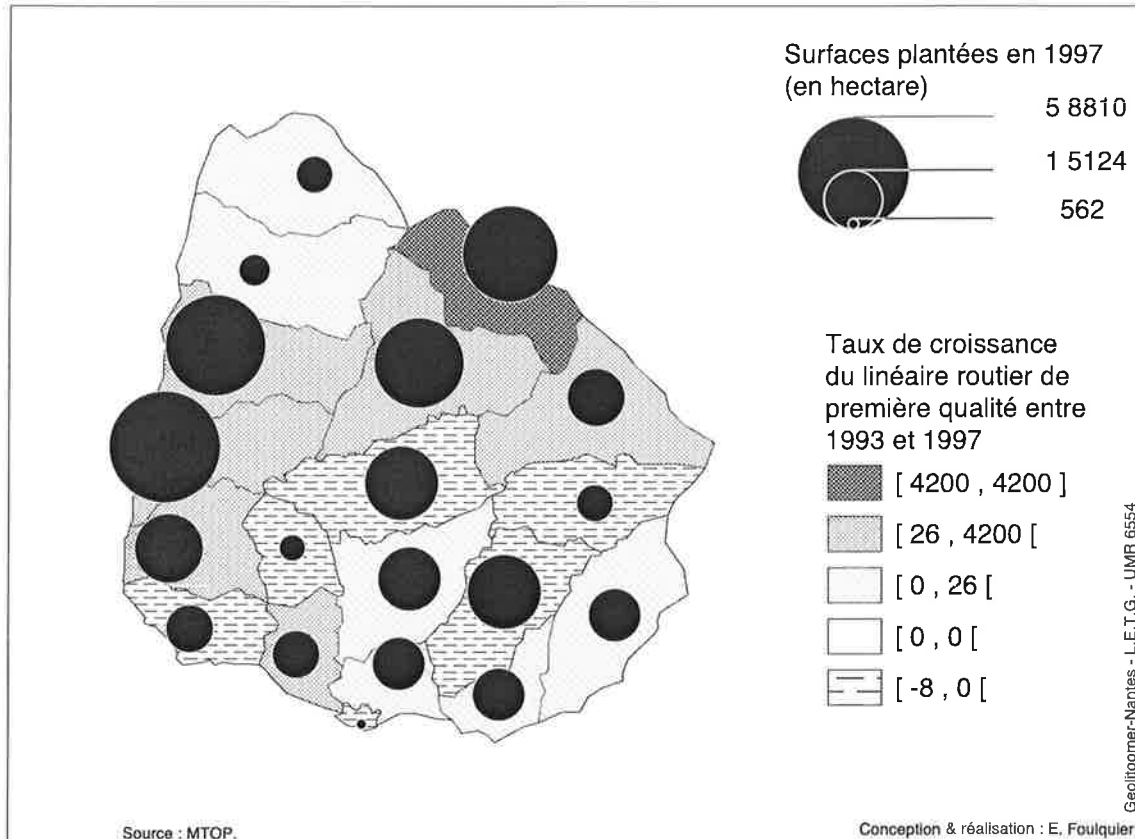 Surfaces plantées en 1997
(en hectare)
5 8810
1 5124
562
Taux de croissance
du linéaire routier de
première qualité entre
1993 et 1997
[ 4200 , 4200 ]
[ 26 , 4200 [
[ 0 , 26 [
[ 0 , 0 [
[ -8 , 0 [
Geolitoomer-Nantes - L.E.T.G. - UMR 6554
Source : MTOP.
Conception & réalisation : E, Foulquier